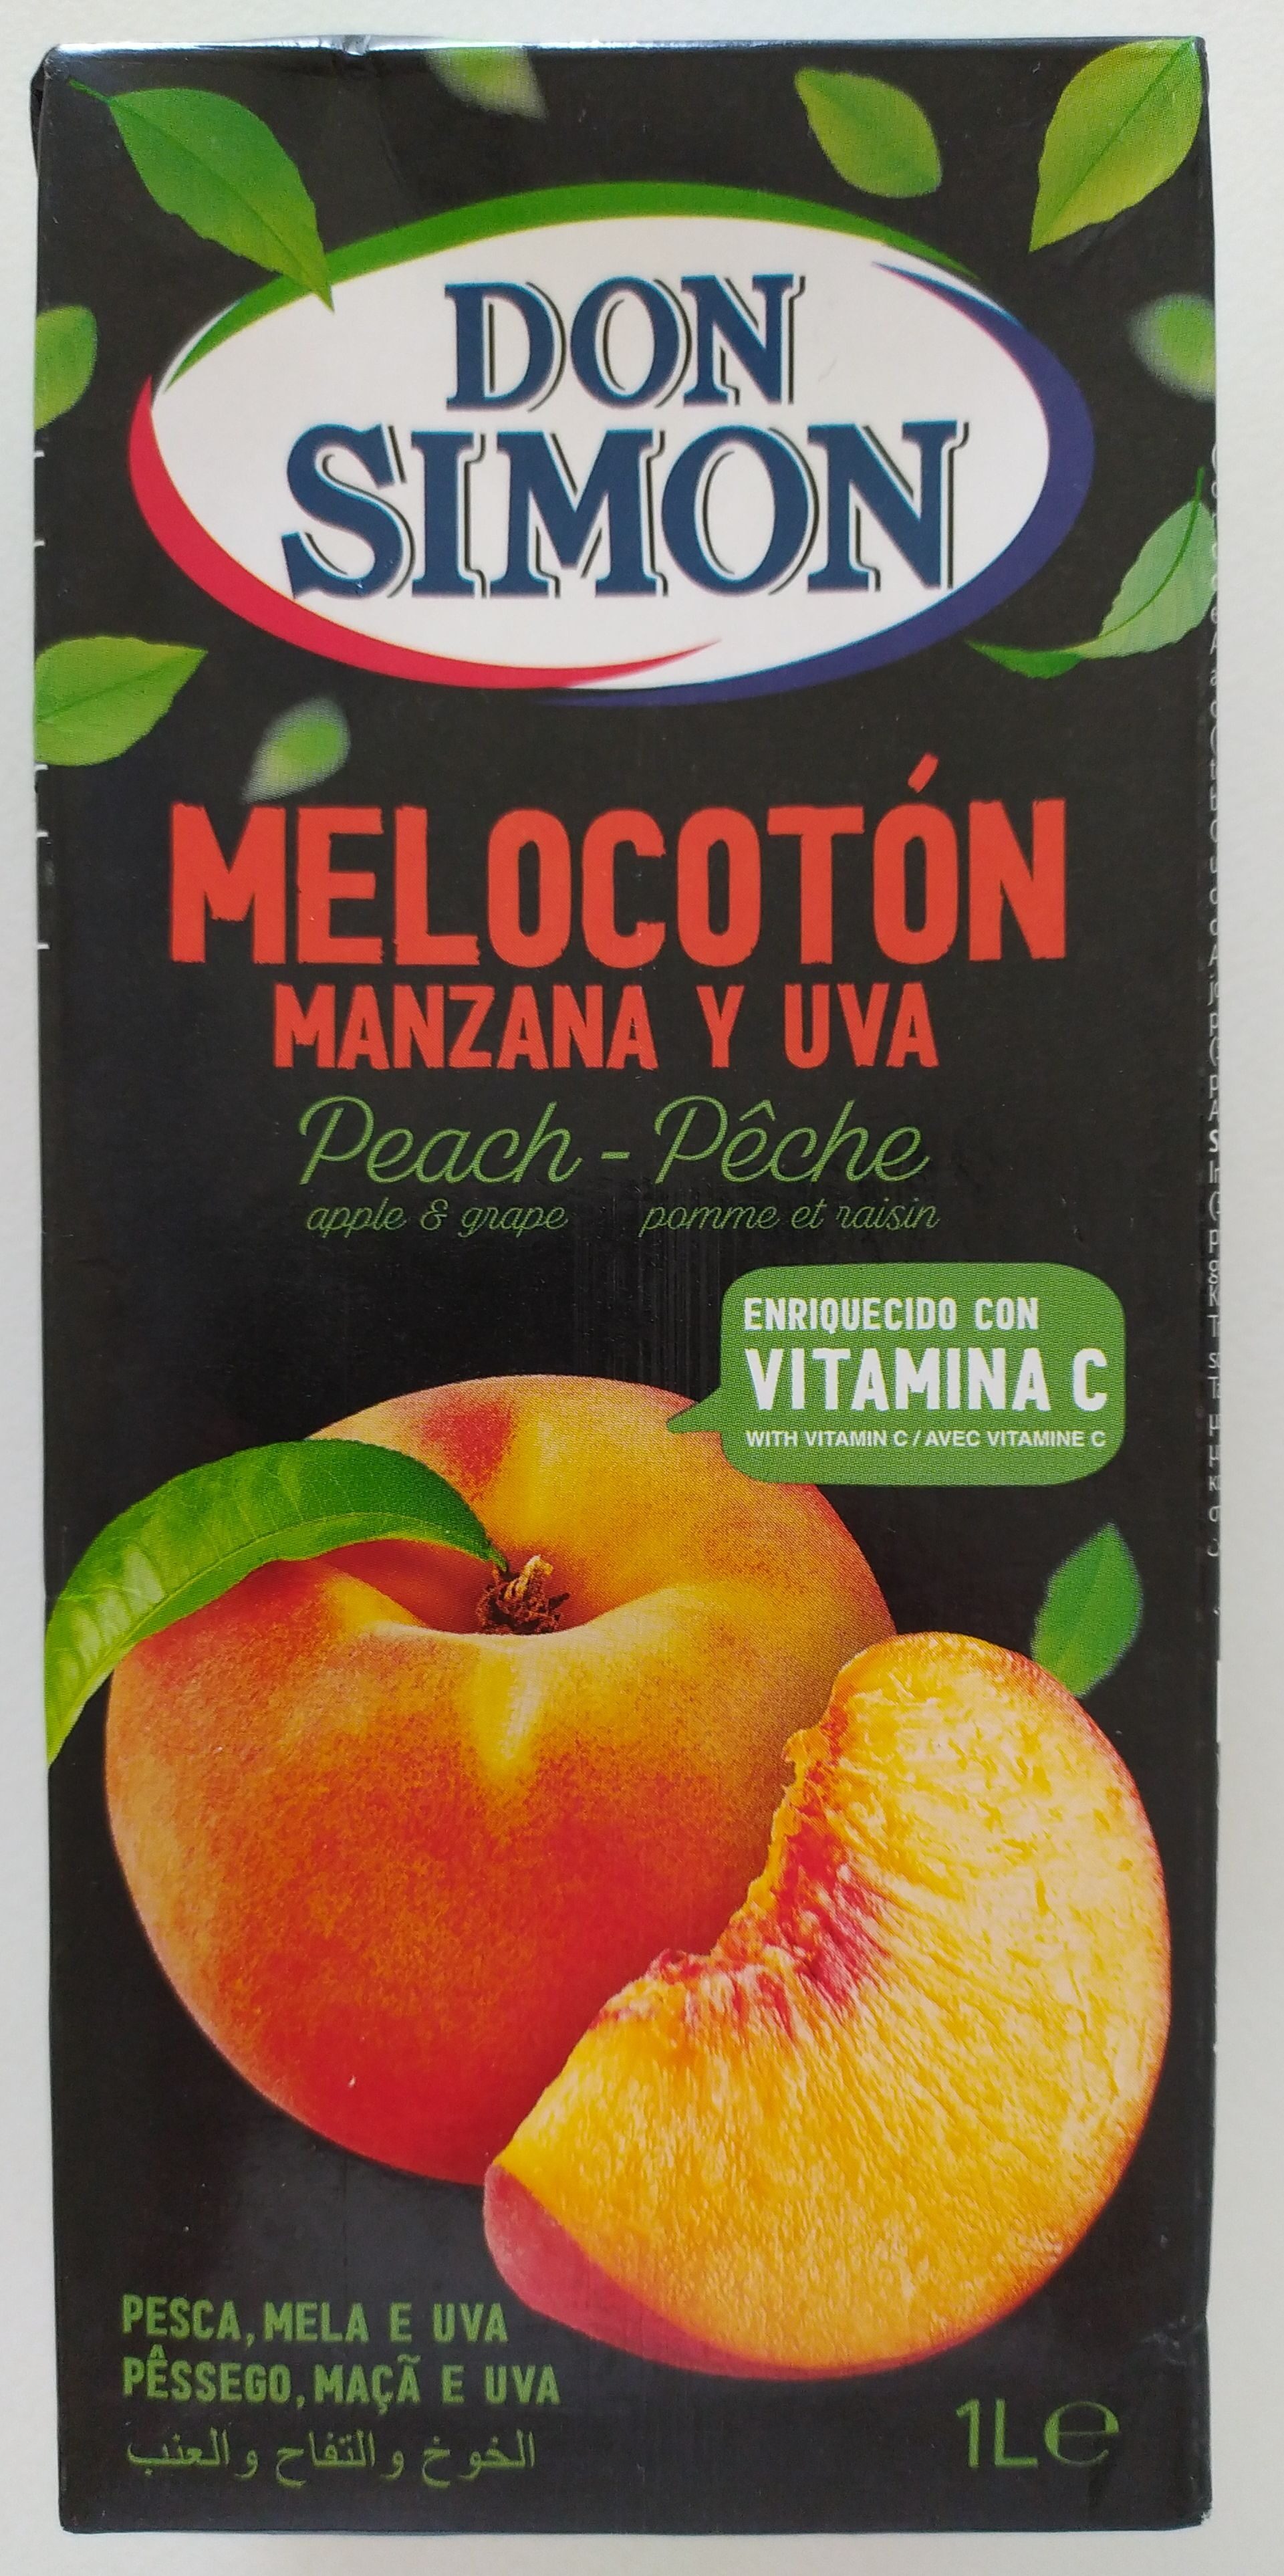 DON
SIMON
MELOCOTÓN
MANZANA Y UVA
Peach - Pêche
apple & grape pomme et raisin
ENRIQUECIDO CON
VITAMINA C
WITH VITAMIN C / AVEC VITAMINE C
PESCA, MELA E UVA
PÊSSEGO, MAÇÃ E UVA
الخوخ والتفاح والعنب
1L℮